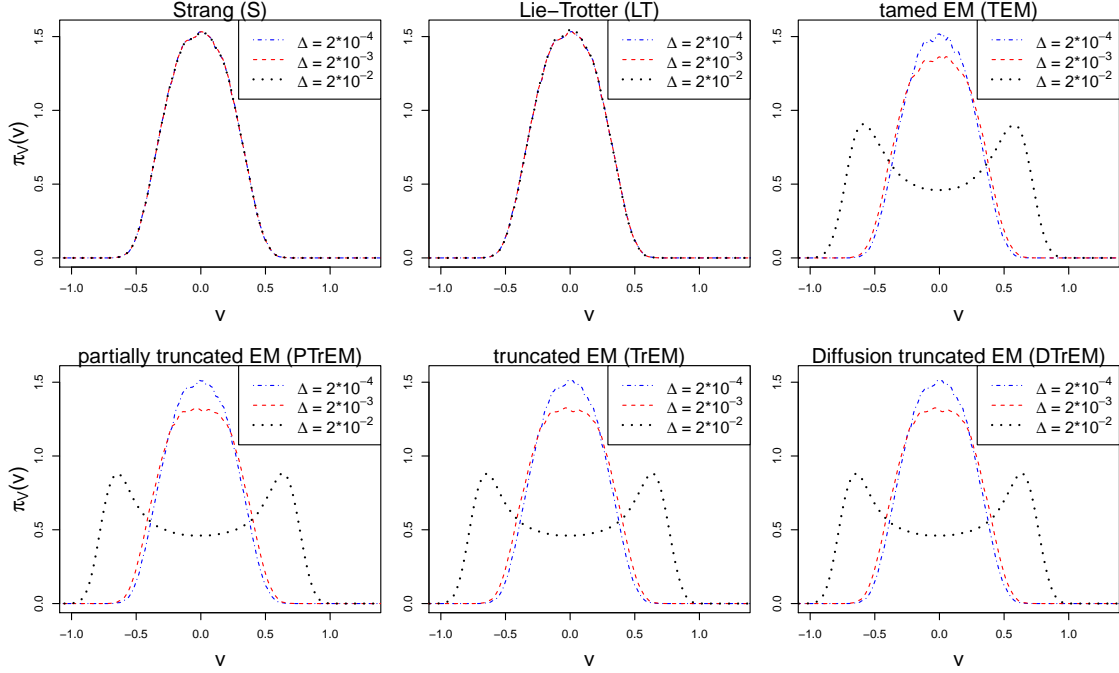 Strang (S)
Δ = 2*10⁻⁴
Δ = 2*10⁻³
Δ = 2*10⁻²
π_V(v)
0.0 0.5 1.0 1.5
−1.0 −0.5 0.0 0.5 1.0
v
Lie−Trotter (LT)
Δ = 2*10⁻⁴
Δ = 2*10⁻³
Δ = 2*10⁻²
0.0 0.5 1.0 1.5
−1.0 −0.5 0.0 0.5 1.0
v
tamed EM (TEM)
Δ = 2*10⁻⁴
Δ = 2*10⁻³
Δ = 2*10⁻²
0.0 0.5 1.0 1.5
−1.0 −0.5 0.0 0.5 1.0
v
partially truncated EM (PTrEM)
Δ = 2*10⁻⁴
Δ = 2*10⁻³
Δ = 2*10⁻²
π_V(v)
0.0 0.5 1.0 1.5
−1.0 −0.5 0.0 0.5 1.0
v
truncated EM (TrEM)
Δ = 2*10⁻⁴
Δ = 2*10⁻³
Δ = 2*10⁻²
0.0 0.5 1.0 1.5
−1.0 −0.5 0.0 0.5 1.0
v
Diffusion truncated EM (DTrEM)
Δ = 2*10⁻⁴
Δ = 2*10⁻³
Δ = 2*10⁻²
0.0 0.5 1.0 1.5
−1.0 −0.5 0.0 0.5 1.0
v